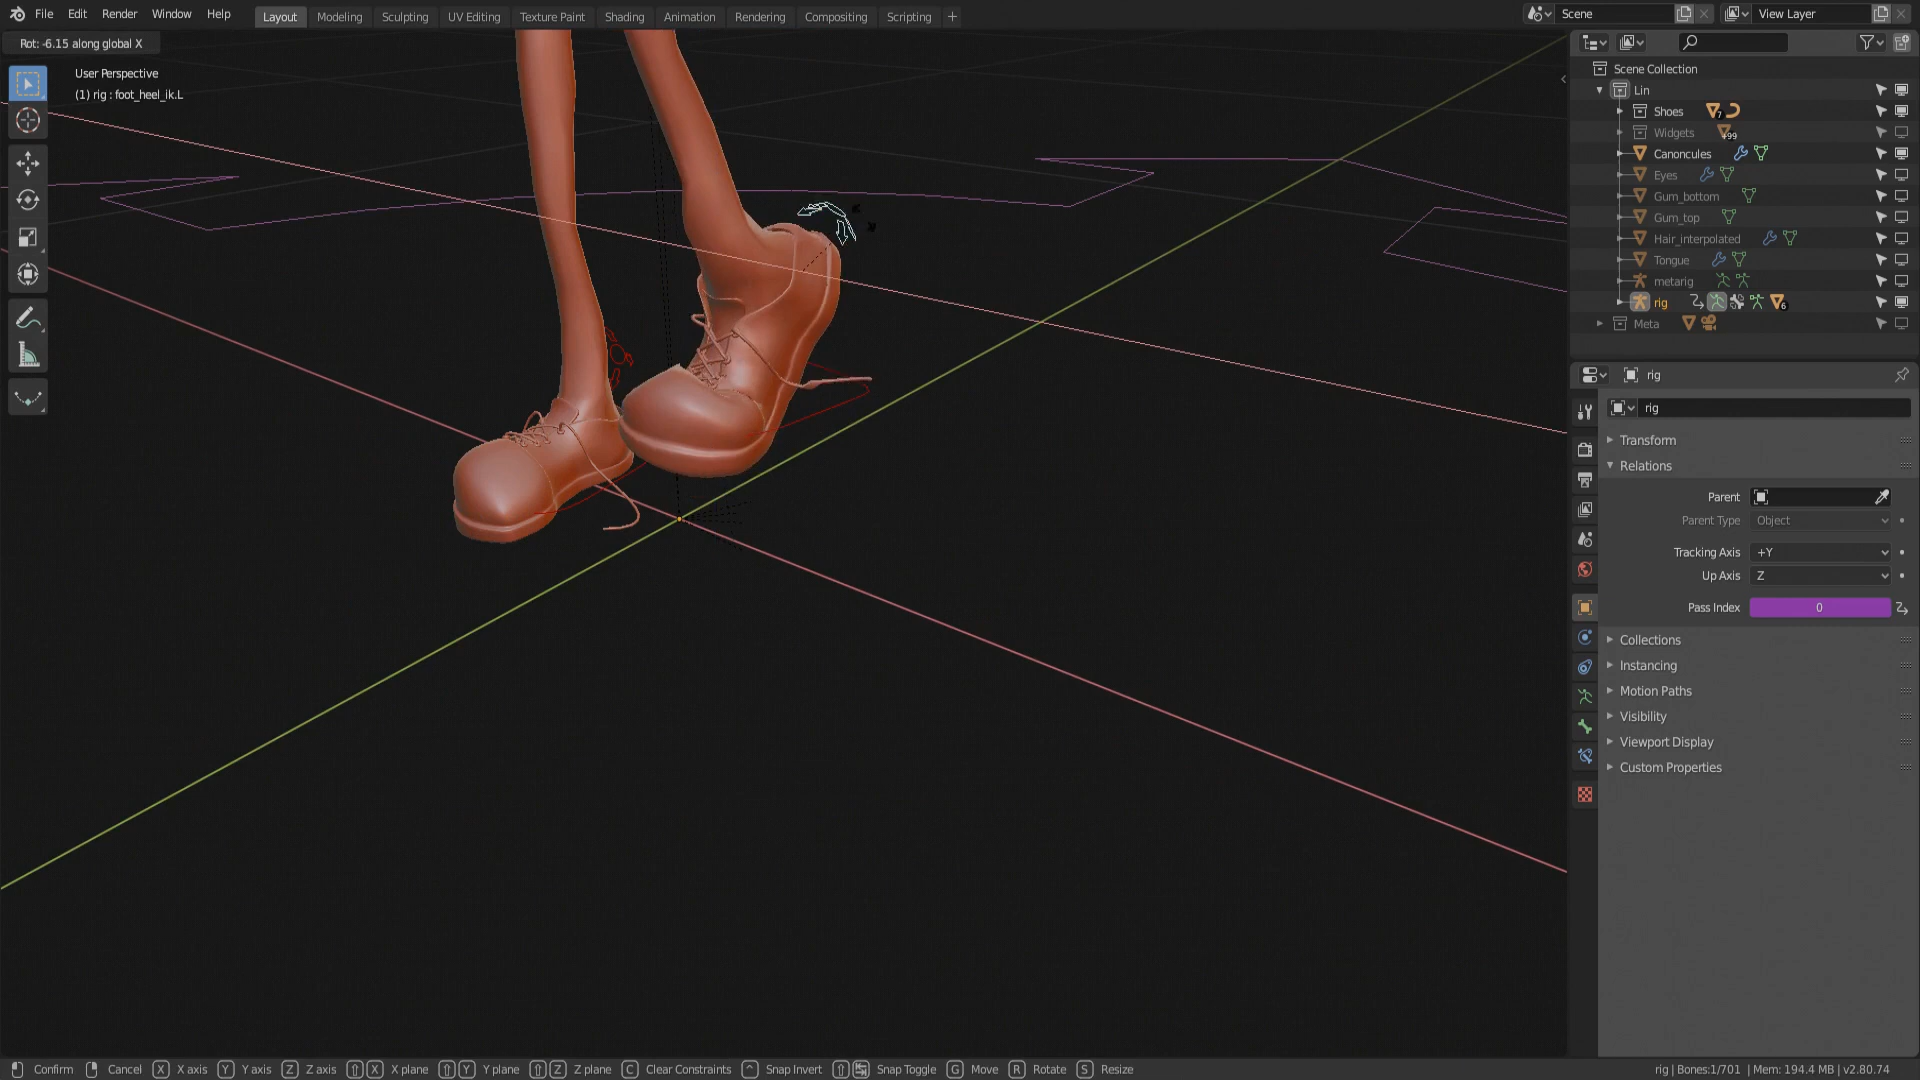 File Edit Render Window Help
Layout Modeling Sculpting UV Editing Texture Paint Shading Animation Rendering Compositing Scripting +
Scene
View Layer
Rot: -6.15 along global X
User Perspective
(1) rig : foot_heel_ik.L
Scene Collection
Lin
Shoes 7
Widgets +99
Canoncules
Eyes
Gum_bottom
Gum_top
Hair_interpolated
Tongue
metarig
rig 6
Meta
rig
rig
Transform
Relations
Parent
Parent Type Object
Tracking Axis +Y
Up Axis Z
Pass Index 0
Collections
Instancing
Motion Paths
Visibility
Viewport Display
Custom Properties
Confirm Cancel X X axis Y Y axis Z Z axis X X plane Y Y plane Z Z plane C Clear Constraints Snap Invert Snap Toggle G Move R Rotate S Resize
rig | Bones:1/701 | Mem: 194.4 MB | v2.80.74